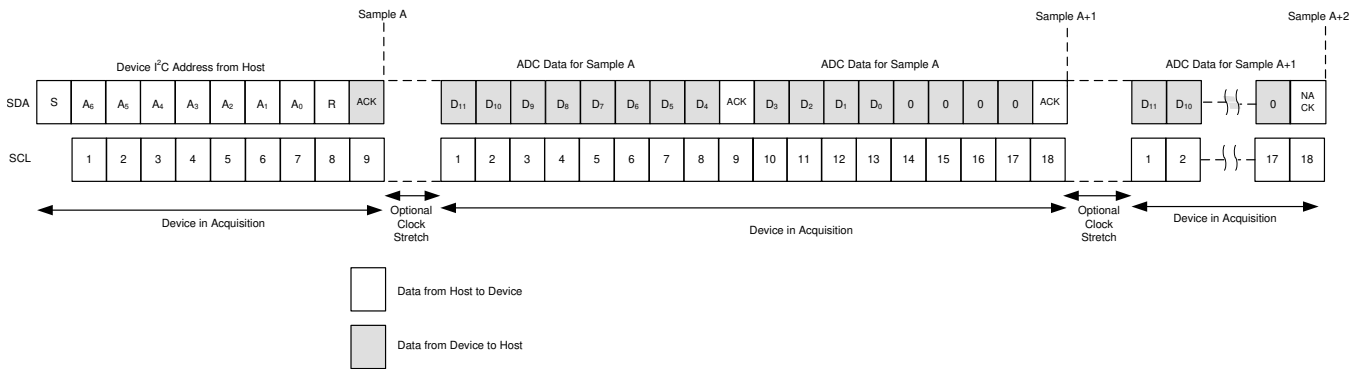 Sample A
Sample A+1
Sample A+2
Device I²C Address from Host
ADC Data for Sample A
ADC Data for Sample A
ADC Data for Sample A+1
SDA S A₆ A₅ A₄ A₃ A₂ A₁ A₀ R ACK D₁₁ D₁₀ D₉ D₈ D₇ D₆ D₅ D₄ ACK D₃ D₂ D₁ D₀ 0 0 0 0 ACK D₁₁ D₁₀ 0 NA
CK
SCL 1 2 3 4 5 6 7 8 9 1 2 3 4 5 6 7 8 9 10 11 12 13 14 15 16 17 18 1 2 17 18
Device in Acquisition
Optional
Clock
Stretch
Device in Acquisition
Optional
Clock
Stretch
Device in Acquisition
Data from Host to Device
Data from Device to Host